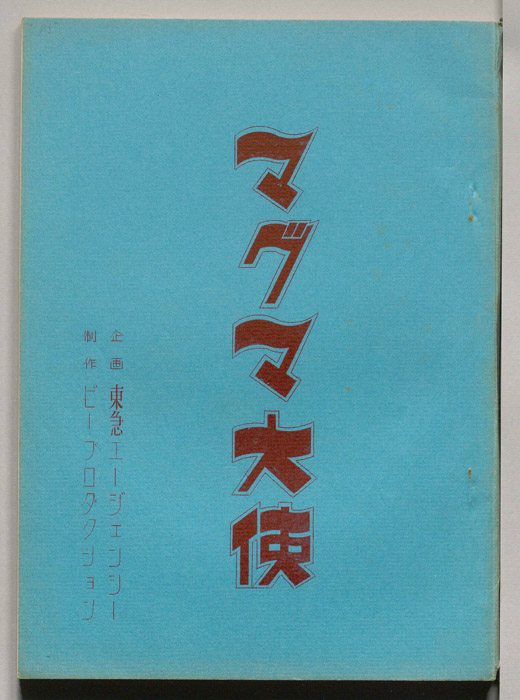 マグマ大使
企画 東急エージェンシー
制作 ピープロダクション